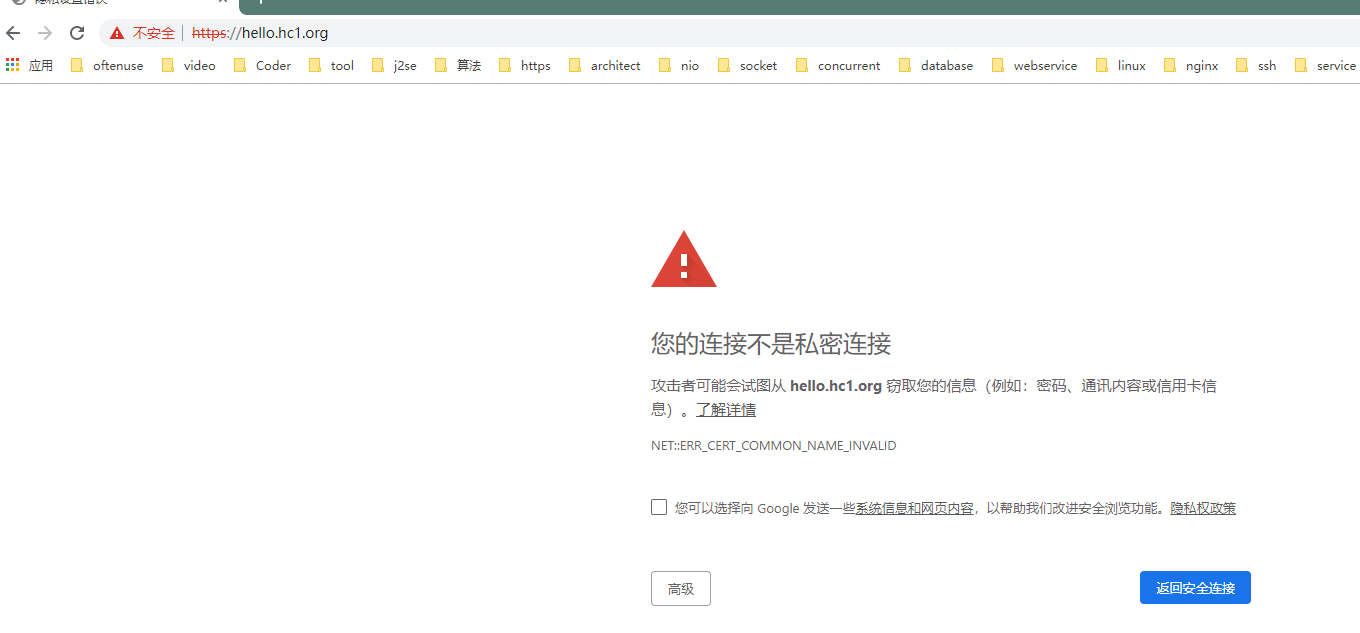 不安全 https://hello.hc1.org
应用 oftenuse video Coder tool j2se 算法 https architect nio socket concurrent database webservice linux nginx ssh service
您的连接不是私密连接
攻击者可能会试图从 hello.hc1.org 窃取您的信息（例如：密码、通讯内容或信用卡信
息）。了解详情
NET::ERR_CERT_COMMON_NAME_INVALID
您可以选择向 Google 发送一些系统信息和网页内容，以帮助我们改进安全浏览功能。隐私权政策
高级 返回安全连接